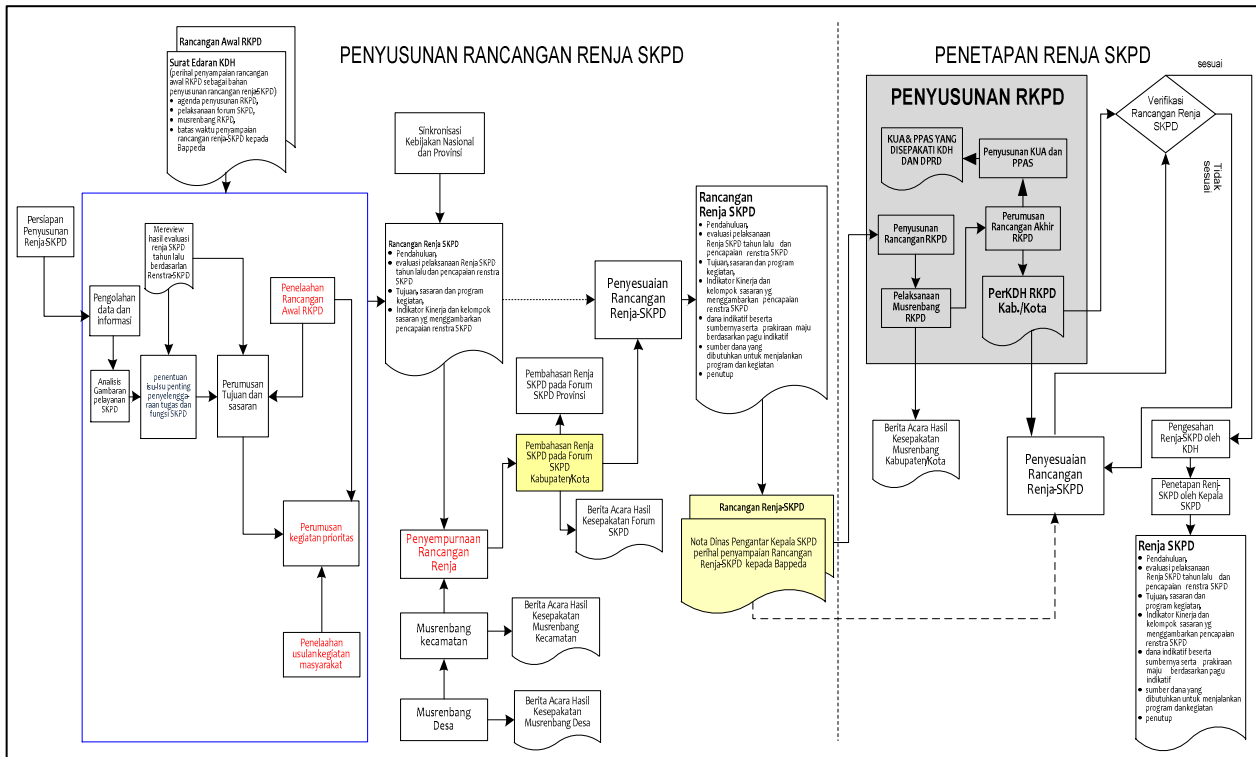 PENYUSUNAN RANCANGAN RENJA SKPD
PENETAPAN RENJA SKPD
Rancangan Awal RKPD
Surat Edaran KDH
(perihal penyampaian rancangan
awal RKPD sebagai bahan
penyusunan rancangan renja-SKPD)
• agenda penyusunan RKPD,
• pelaksanaan forum SKPD,
• musrenbang RKPD,
• batas waktu penyampaian
rancangan renja-SKPD kepada
Bappeda
Persiapan
Penyusunan
Renja SKPD
Pengolahan
data dan
informasi
Analisis
Gambaran
pelayanan
SKPD
Mereview
hasil evaluasi
renja SKPD
tahun lalu
berdasarlan
Renstra-SKPD
penentuan
isu-Isu penting
penyelengga-
raan tugas dan
fungsi SKPD
Perumusan
Tujuan dan
sasaran
Penelaahan
Rancangan
Awal RKPD
Perumusan
kegiatan prioritas
Penelaahan
usulankegiatan
masyarakat
Sinkronisasi
Kebijakan Nasional
dan Provinsi
Rancangan Renja SKPD
• Pendahuluan,
• evaluasi pelaksanaan Renja SKPD
tahun lalu dan pencapaian renstra
SKPD
• Tujuan, sasaran dan program
kegiatan,
• Indikator Kinerja dan kelompok
sasaran yg menggambarkan
pencapaian renstra SKPD
Penyempurnaan
Rancangan
Renja
Musrenbang
kecamatan
Berita Acara Hasil
Kesepakatan
Musrenbang
Kecamatan
Musrenbang
Desa
Berita Acara Hasil
Kesepakatan
Musrenbang Desa
Pembahasan Renja
SKPD pada Forum
SKPD Provinsi
Pembahasan Renja
SKPD pada Forum
SKPD
Kabupaten/Kota
Berita Acara Hasil
Kesepakatan Forum
SKPD
Penyesuaian
Rancangan
Renja-SKPD
Rancangan
Renja SKPD
• Pendahuluan,
• evaluasi pelaksanaan
Renja SKPD tahun lalu dan
pencapaian renstra SKPD
• Tujuan, sasaran dan program
kegiatan,
• Indikator Kinerja dan
kelompok sasaran yg
menggambarkan pencapaian
renstra SKPD
• dana indikatif beserta
sumbernya serta prakiraan maju
berdasarkan pagu indikatif
• sumber dana yang
dibutuhkan untuk menjalankan
program dan kegiatan
• penutup
Rancangan Renja-SKPD
Nota Dinas Pengantar Kepala SKPD
perihal penyampaian Rancangan
Renja-SKPD kepada Bappeda
PENYUSUNAN RKPD
KUA& PPAS YANG
DISEPAKATI KDH
DAN DPRD
Penyusunan KUA dan
PPAS
Penyusunan
Rancangan RKPD
Perumusan
Rancangan Akhir
RKPD
Pelaksanaan
Musrenbang
RKPD
PerKDH RKPD
Kab./Kota
Berita Acara Hasil
Kesepakatan
Musrenbang
Kabupaten/Kota
Penyesuaian
Rancangan
Renja-SKPD
sesuai
Verifikasi
Rancangan Renja
SKPD
Tidak
sesuai
Pengesahan
Renja-SKPD oleh
KDH
Penetapan Ren-
SKPD oleh Kepala
SKPD
Renja SKPD
• Pendahuluan,
• evaluasi pelaksanaan
Renja SKPD tahun lalu dan
pencapaian renstra SKPD
• Tujuan, sasaran dan
program kegiatan,
• Indikator Kinerja dan
kelompok sasaran yg
menggambarkan pencapaian
renstra SKPD
• dana indikatif beserta
sumbernya serta prakiraan
maju berdasarkan pagu
indikatif
• sumber dana yang
dibutuhkan untuk menjalankan
program dankegiatan
• penutup